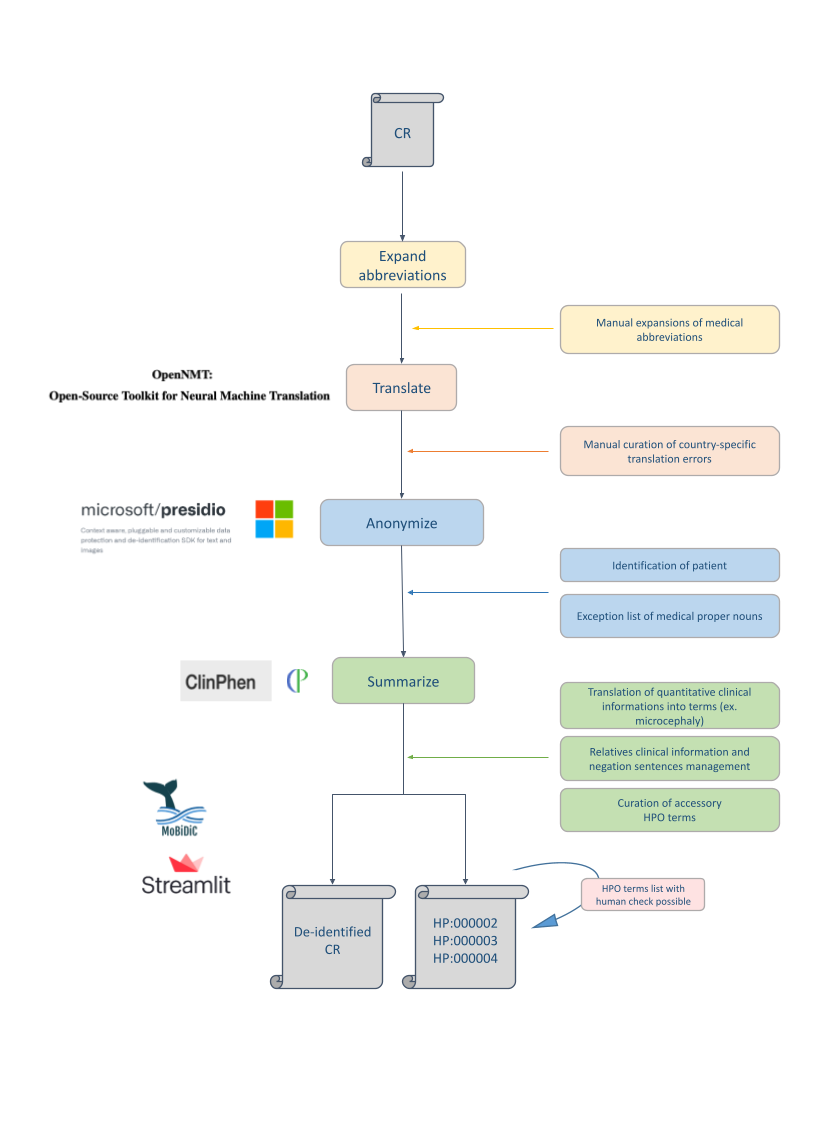 CR
Expand
abbreviations
Manual expansions of medical
abbreviations
OpenNMT:
Open-Source Toolkit for Neural Machine Translation
Translate
Manual curation of country-specific
translation errors
microsoft/presidio
Context aware, pluggable and customizable data
protection and de-identification SDK for text and
images
Anonymize
Identification of patient
Exception list of medical proper nouns
ClinPhen
CP
Summarize
Translation of quantitative clinical
informations into terms (ex.
microcephaly)
Relatives clinical information and
negation sentences management
Curation of accessory
HPO terms
MoBiDiC
Streamlit
HPO terms list with
human check possible
De-identified
CR
HP:000002
HP:000003
HP:000004